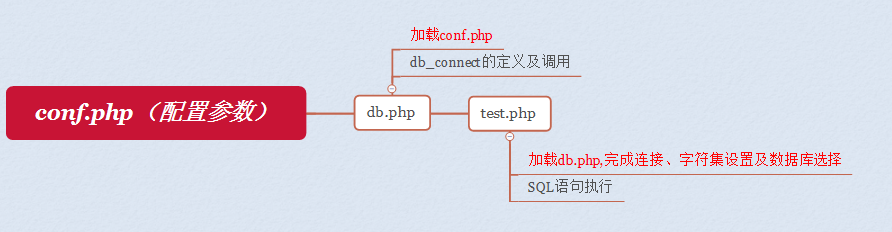 加载conf.php
db_connect的定义及调用
conf.php（配置参数）
db.php
test.php
加载db.php,完成连接、字符集设置及数据库选择
SQL语句执行